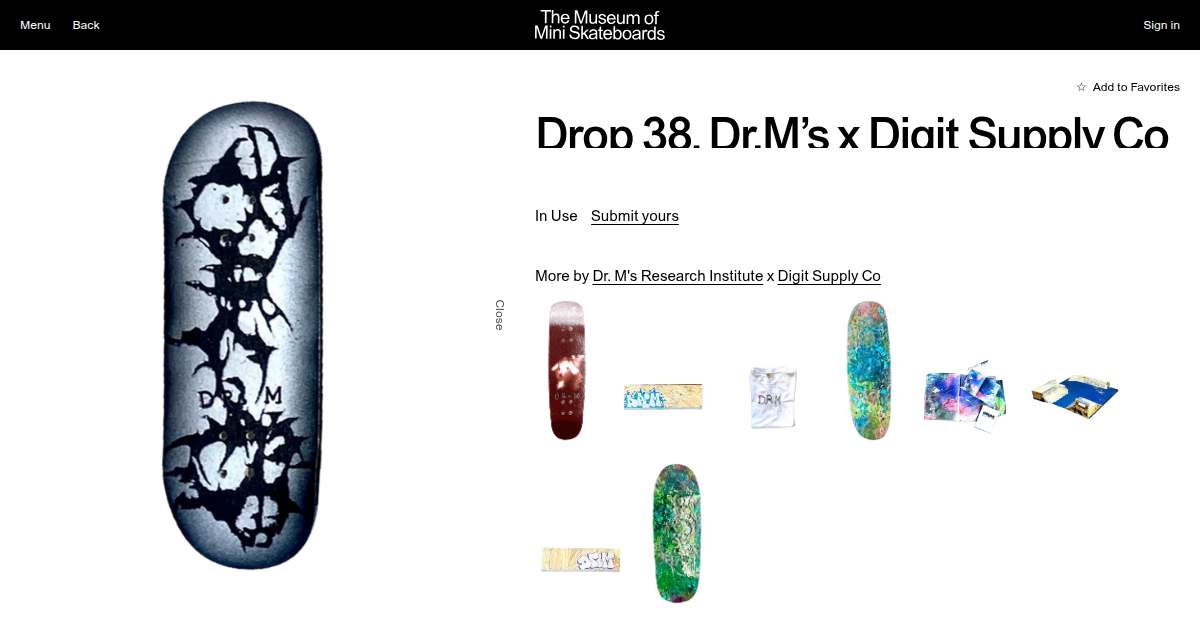 Menu
Back
The Museum of
Mini Skateboards
Sign in
☆ Add to Favorites
Drop 38, Dr.M’s x Digit Supply Co
In Use Submit yours
More by Dr. M's Research Institute x Digit Supply Co
Close
DR. M
DRM